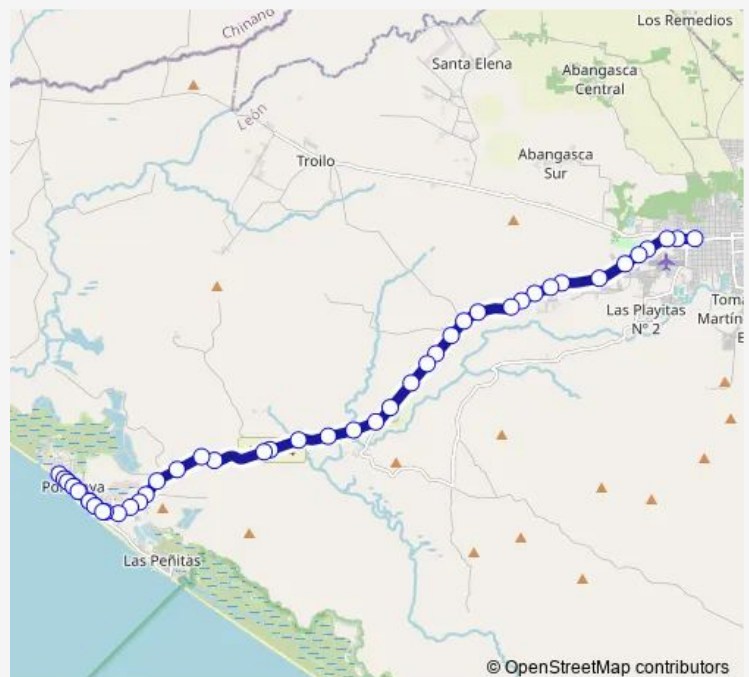 Los Remedios
Chinand
Santa Elena
Abangasca
Central
León
Troilo
Abangasca
Sur
Las Playitas
N° 2
Toma
Martín
E
Las Peñitas
© OpenStreetMap contributors